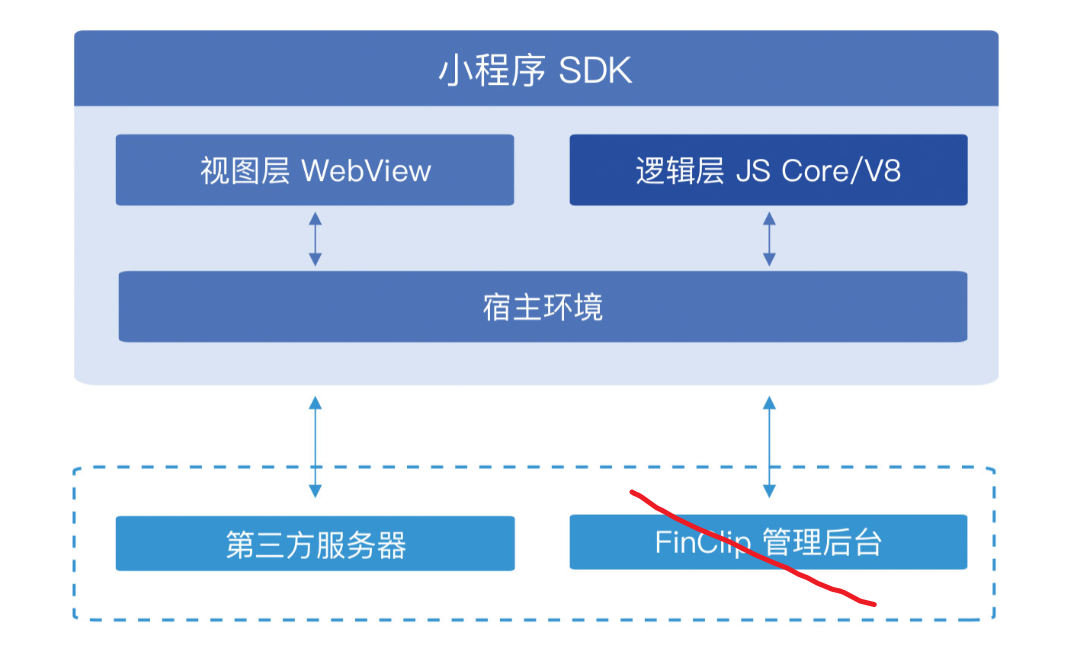 小程序 SDK
视图层 WebView
逻辑层 JS Core/V8
宿主环境
第三方服务器
FinClip 管理后台